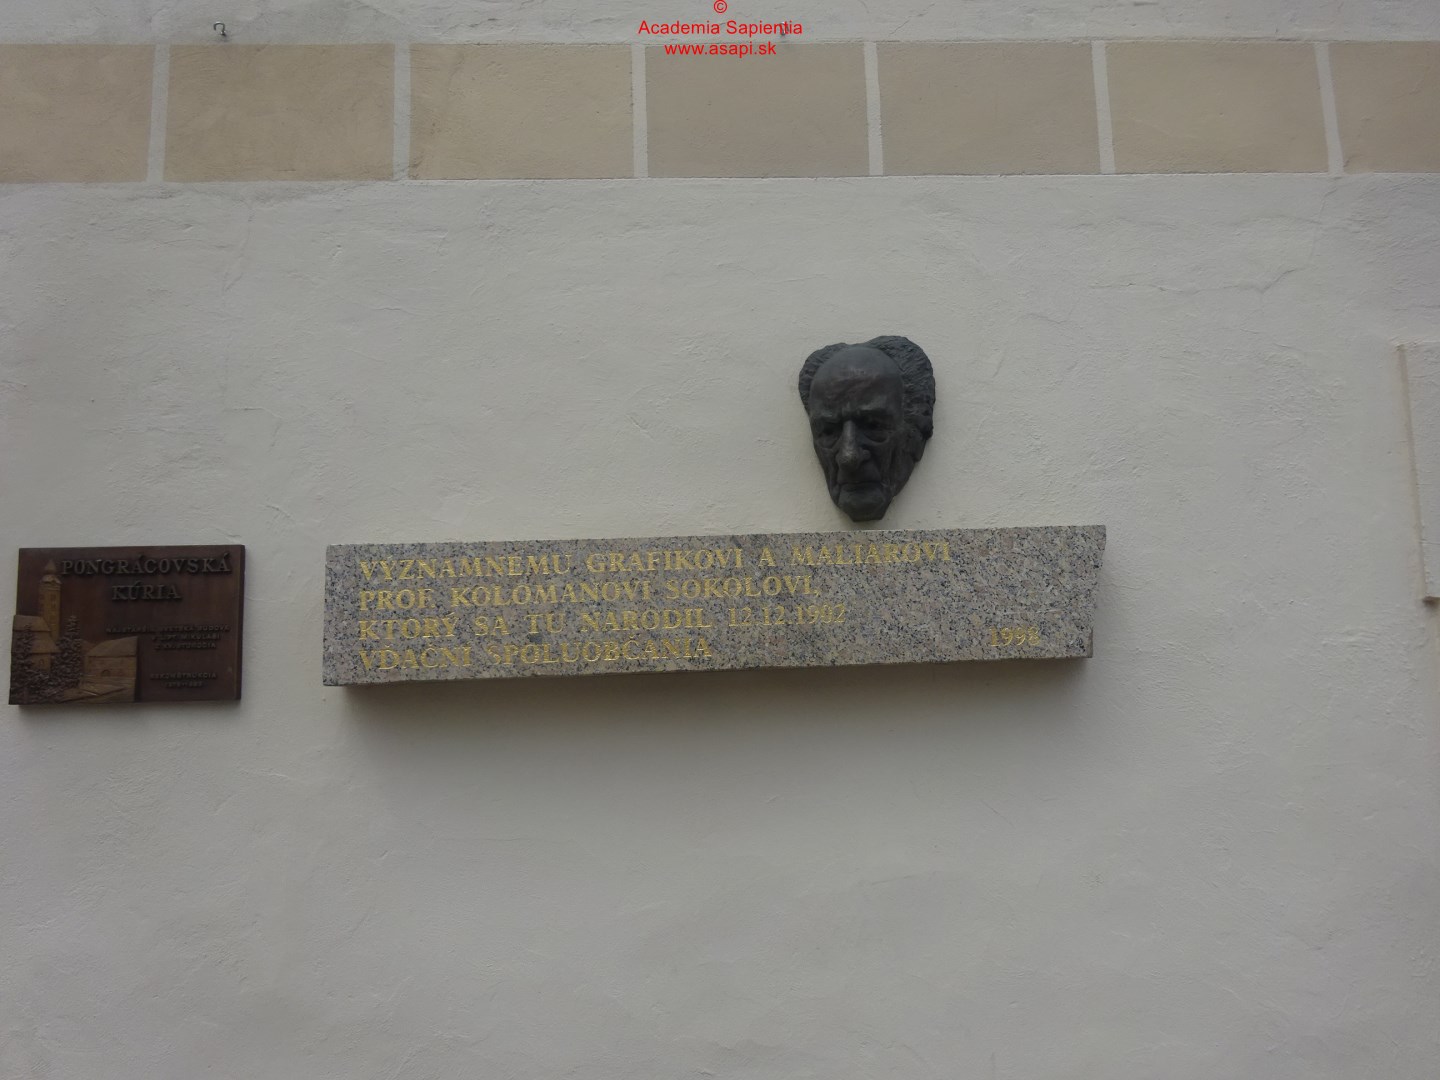 ©
Academia Sapientia
www.asapi.sk
PONGRÁCOVSKÁ
KÚRIA
REKONŠTRUKCIA
VÝZNAMNÉMU GRAFIKOVI A MALIAROVI
PROF. KOLOMANOVI SOKOLOVI,
KTORÝ SA TU NARODIL 12.12.1902
VĎAČNÍ SPOLUOBČANIA
1998